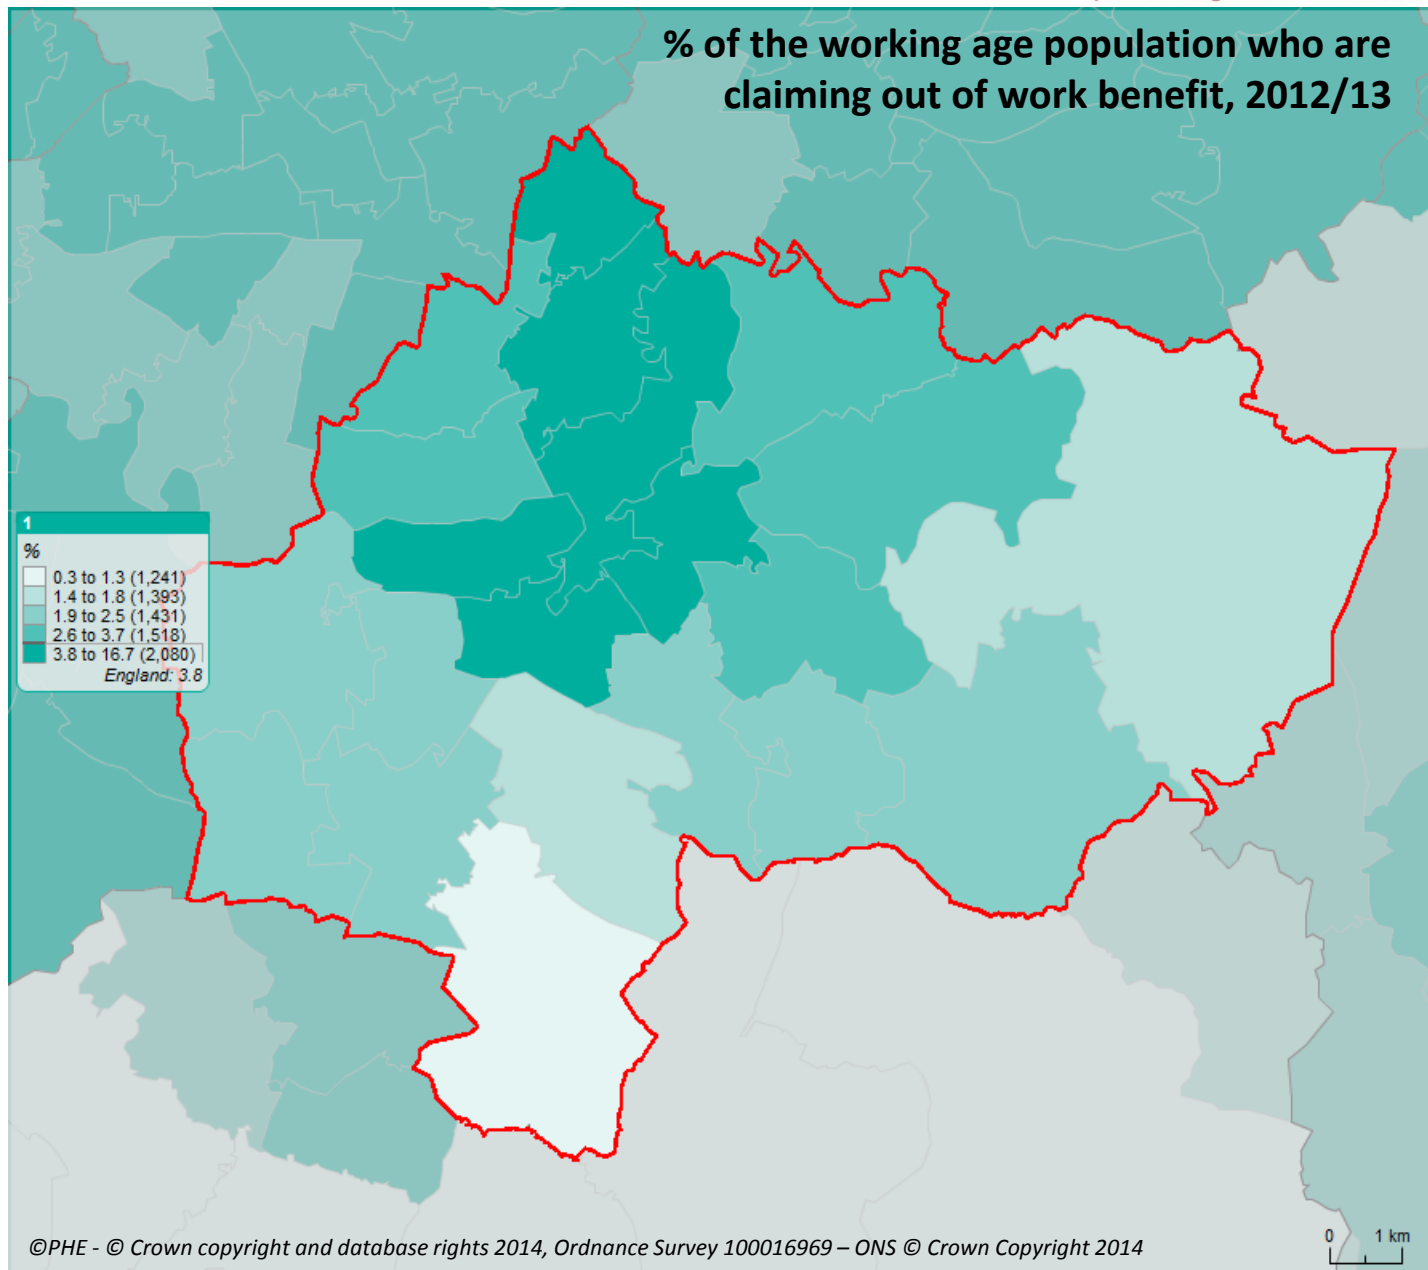 % of the working age population who are
claiming out of work benefit, 2012/13
1
%
0.3 to 1.3 (1,241)
1.4 to 1.8 (1,393)
1.9 to 2.5 (1,431)
2.6 to 3.7 (1,518)
3.8 to 16.7 (2,080)
England: 3.8
©PHE - © Crown copyright and database rights 2014, Ordnance Survey 100016969 – ONS © Crown Copyright 2014
0 1 km